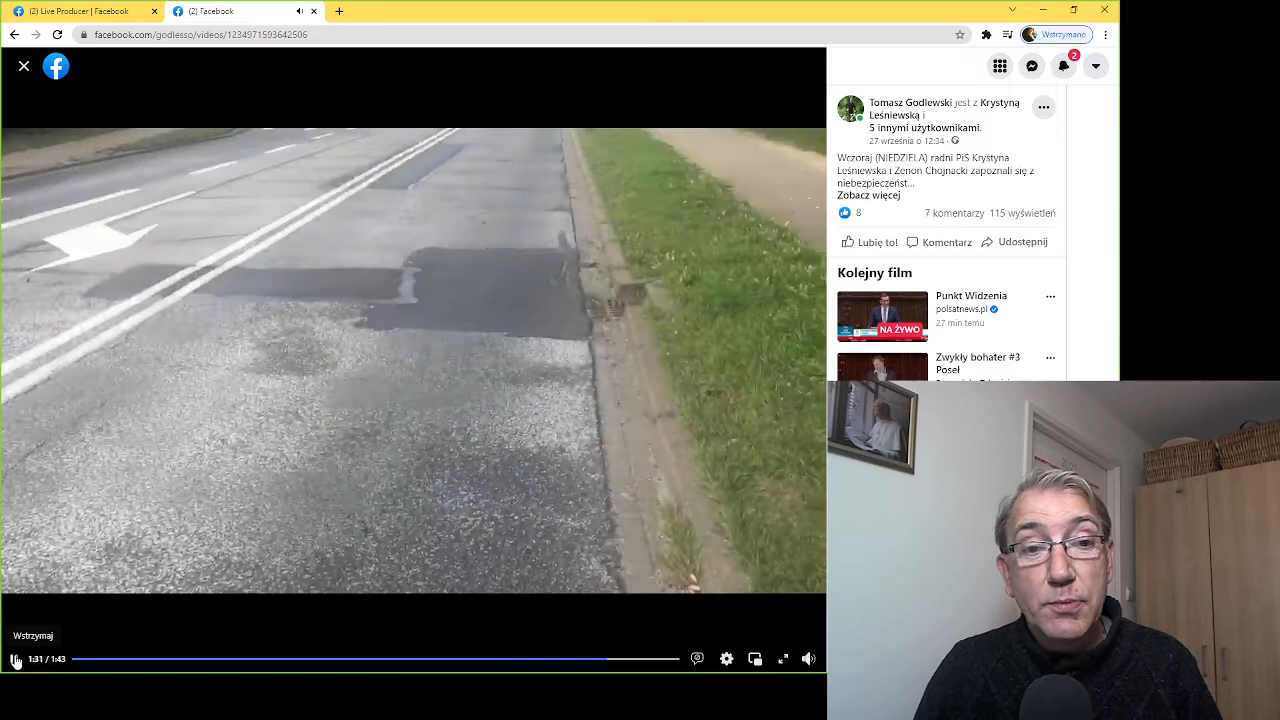 (2) Live Producer | Facebook
(2) Facebook
facebook.com/godlesso/videos/1234971593642506
Wstrzymano
2
Tomasz Godlewski jest z Krystyną
Leśniewską i
5 innymi użytkownikami.
27 września o 12:34 ·
Wczoraj (NIEDZIELA) radni PiS Krystyna
Leśniewska i Zenon Chojnacki zapoznali się z
niebezpieczeńst...
Zobacz więcej
8
7 komentarzy 115 wyświetleń
Lubię to!
Komentarz
Udostępnij
Kolejny film
Punkt Widzenia
polsatnews.pl
27 min temu
NA ŻYWO
Zwykły bohater #3
Poseł
Wstrzymaj
1:31 / 1:43